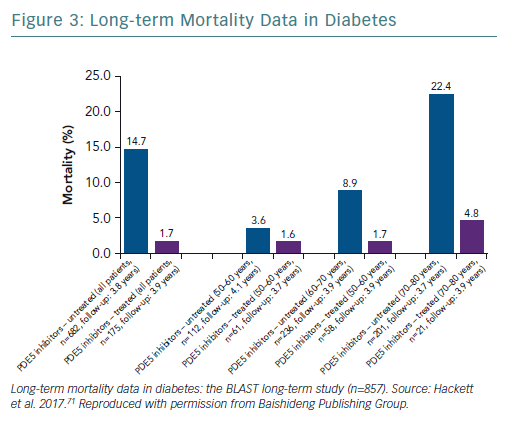 Figure 3: Long-term Mortality Data in Diabetes
Mortality (%)
25.0
20.0
15.0
10.0
5.0
0.0
14.7
1.7
3.6
1.6
8.9
1.7
22.4
4.8
PDE5 inhibitors – untreated (all patients,
n=682, follow-up: 3.8 years)
PDE5 inhibitors – treated (all patients,
n=175, follow-up: 3.9 years)
PDE5 inhibitors – untreated (50–60 years,
n=112, follow-up: 4.1 years)
PDE5 inhibitors – treated (50–60 years,
n=61, follow-up: 3.7 years)
PDE5 inhibitors – untreated (60–70 years,
n=236, follow-up: 3.9 years)
PDE5 inhibitors – treated (50–60 years,
n=58, follow-up: 3.9 years)
PDE5 inhibitors – untreated (70–80 years,
n=201, follow-up: 3.7 years)
PDE5 inhibitors – treated (70–80 years,
n=21, follow-up: 3.9 years)
Long-term mortality data in diabetes: the BLAST long-term study (n=857). Source: Hackett
et al. 2017.71 Reproduced with permission from Baishideng Publishing Group.